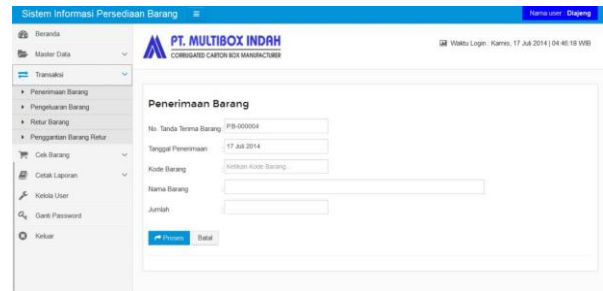 Sistem Informasi Persediaan Barang
Nama user Diajeng
Beranda
Master Data
Transaksi
Penerimaan Barang
Pengeluaran Barang
Retur Barang
Penggantian Barang Retur
Cek Barang
Cetak Laporan
Kelola User
Ganti Password
Keluar
PT. MULTIBOX INDAH
CORRUGATED CARTON BOX MANUFACTURER
Waktu Login : Kamis, 17 Juli 2014 | 04:46:18 WIB
Penerimaan Barang
No. Tanda Terima Barang PB-000004
Tanggal Penerimaan 17 Juli 2014
Kode Barang Ketikan Kode Barang...
Nama Barang
Jumlah
Proses Batal